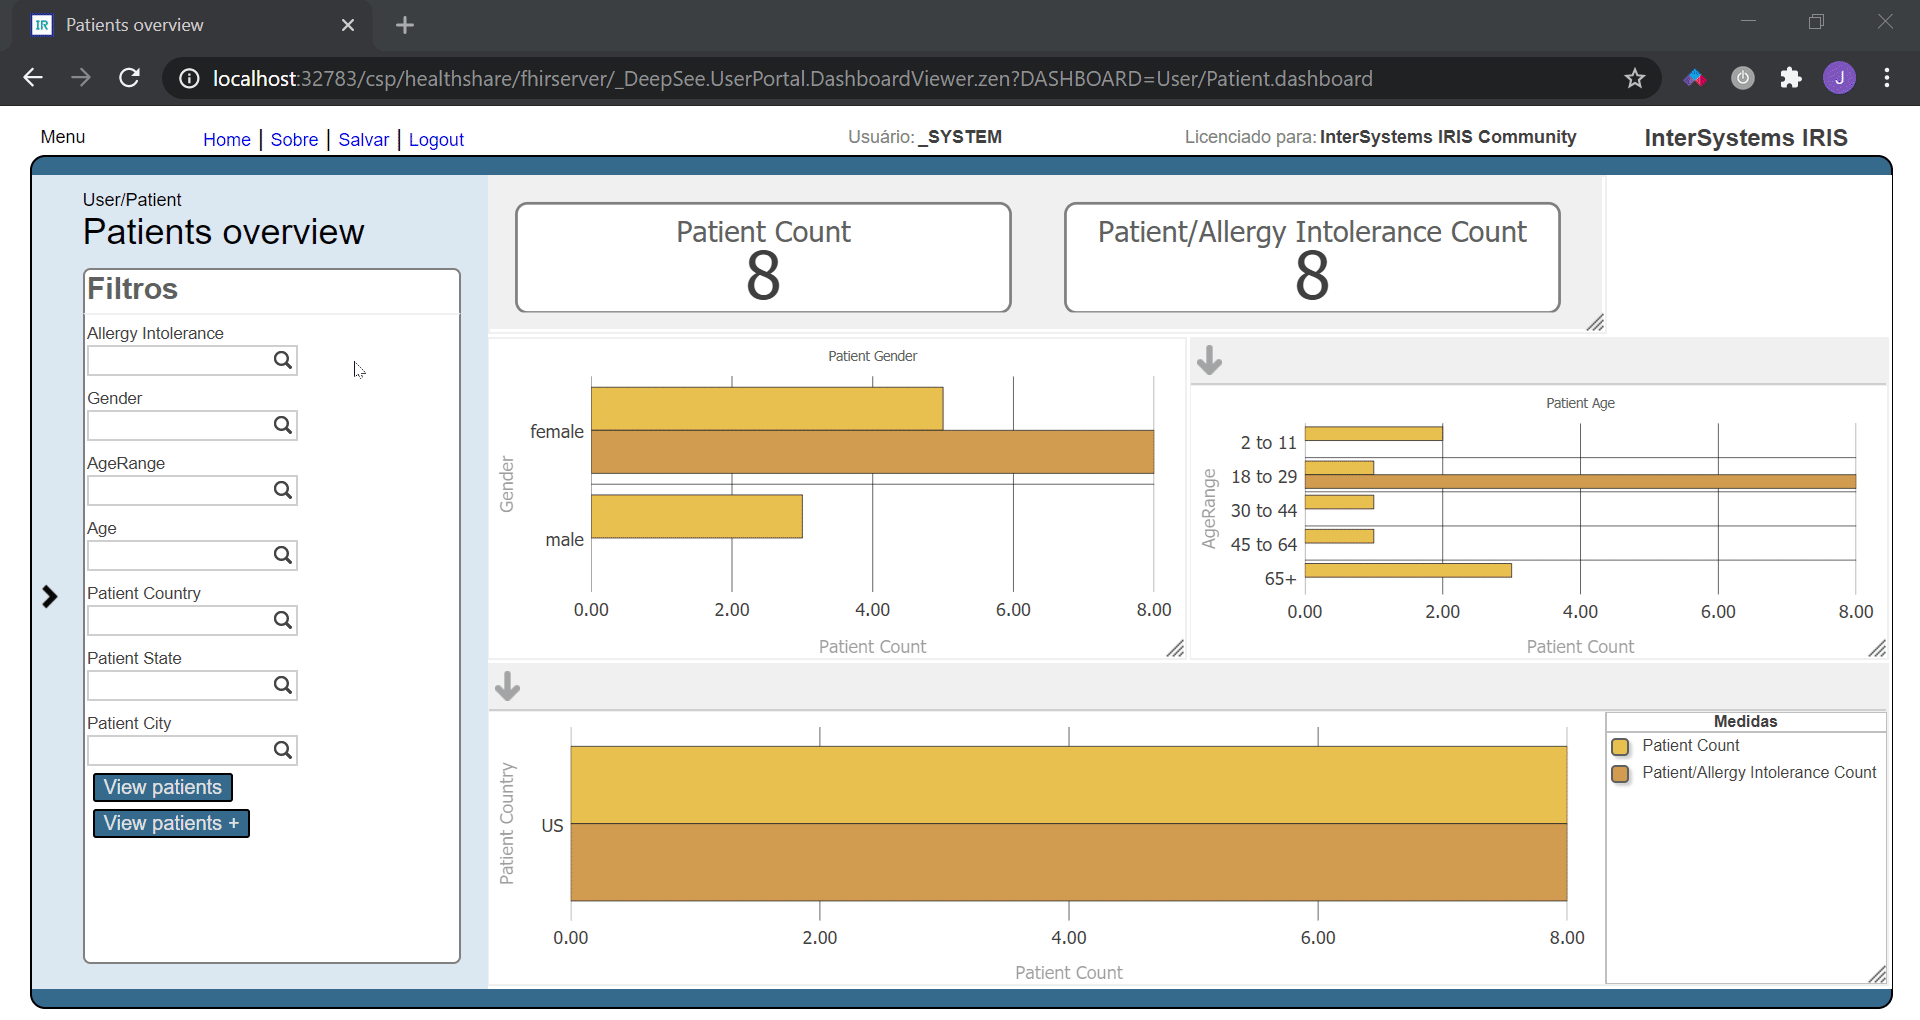 IR Patients overview
localhost:32783/csp/healthshare/fhirserver/_DeepSee.UserPortal.DashboardViewer.zen?DASHBOARD=User/Patient.dashboard
J
Menu
Home | Sobre | Salvar | Logout
Usuário: _SYSTEM
Licenciado para: InterSystems IRIS Community
InterSystems IRIS
User/Patient
Patients overview
Filtros
Allergy Intolerance
Gender
AgeRange
Age
Patient Country
Patient State
Patient City
View patients
View patients +
Patient Count
8
Patient/Allergy Intolerance Count
8
Patient Gender
Gender
female
male
0.00 2.00 4.00 6.00 8.00
Patient Count
Patient Age
AgeRange
2 to 11
18 to 29
30 to 44
45 to 64
65+
0.00 2.00 4.00 6.00 8.00
Patient Count
Patient Country
US
0.00 2.00 4.00 6.00 8.00
Patient Count
Medidas
Patient Count
Patient/Allergy Intolerance Count